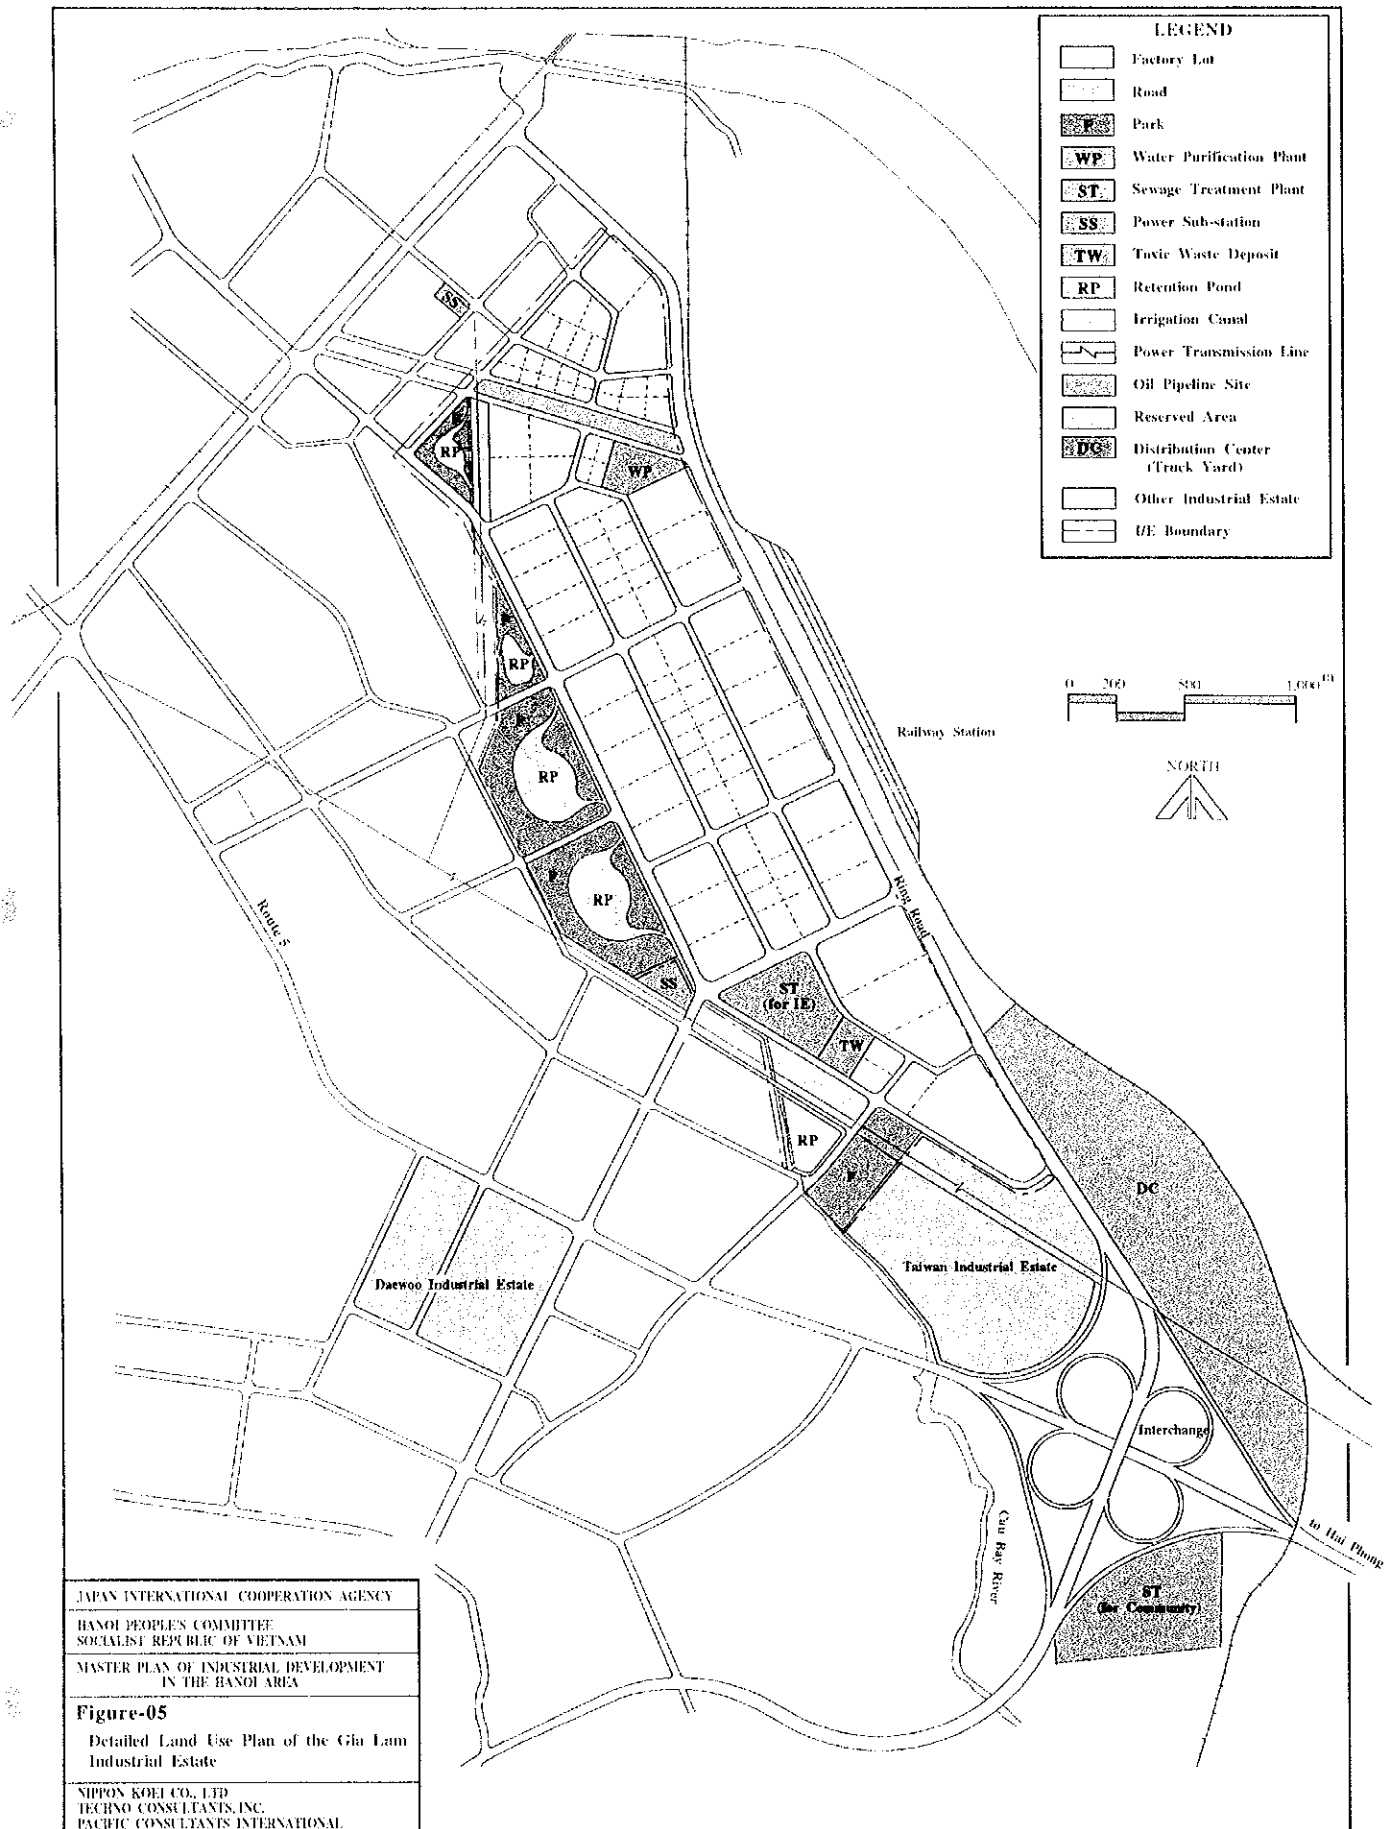 LEGEND
Factory Lot
Road
P Park
WP Water Purification Plant
ST Sewage Treatment Plant
SS Power Sub-station
TW Toxic Waste Deposit
RP Retention Pond
Irrigation Canal
Power Transmission Line
Oil Pipeline Site
Reserved Area
DC Distribution Center
(Truck Yard)
Other Industrial Estate
I/E Boundary
SS
P
RP
WP
P
RP
0 200 500 1,000 m
Railway Station
NORTH
P
RP
P
RP
Ring Road
Route 5
SS
ST
(for IE)
TW
RP
P
DC
Taiwan Industrial Estate
Daewoo Industrial Estate
Interchange
Cau Bay River
to Hai Phong
ST
(for Community)
JAPAN INTERNATIONAL COOPERATION AGENCY
HANOI PEOPLE'S COMMITTEE
SOCIALIST REPUBLIC OF VIETNAM
MASTER PLAN OF INDUSTRIAL DEVELOPMENT
IN THE HANOI AREA
Figure-05
Detailed Land Use Plan of the Gia Lam
Industrial Estate
NIPPON KOEI CO., LTD
TECHNO CONSULTANTS, INC.
PACIFIC CONSULTANTS INTERNATIONAL